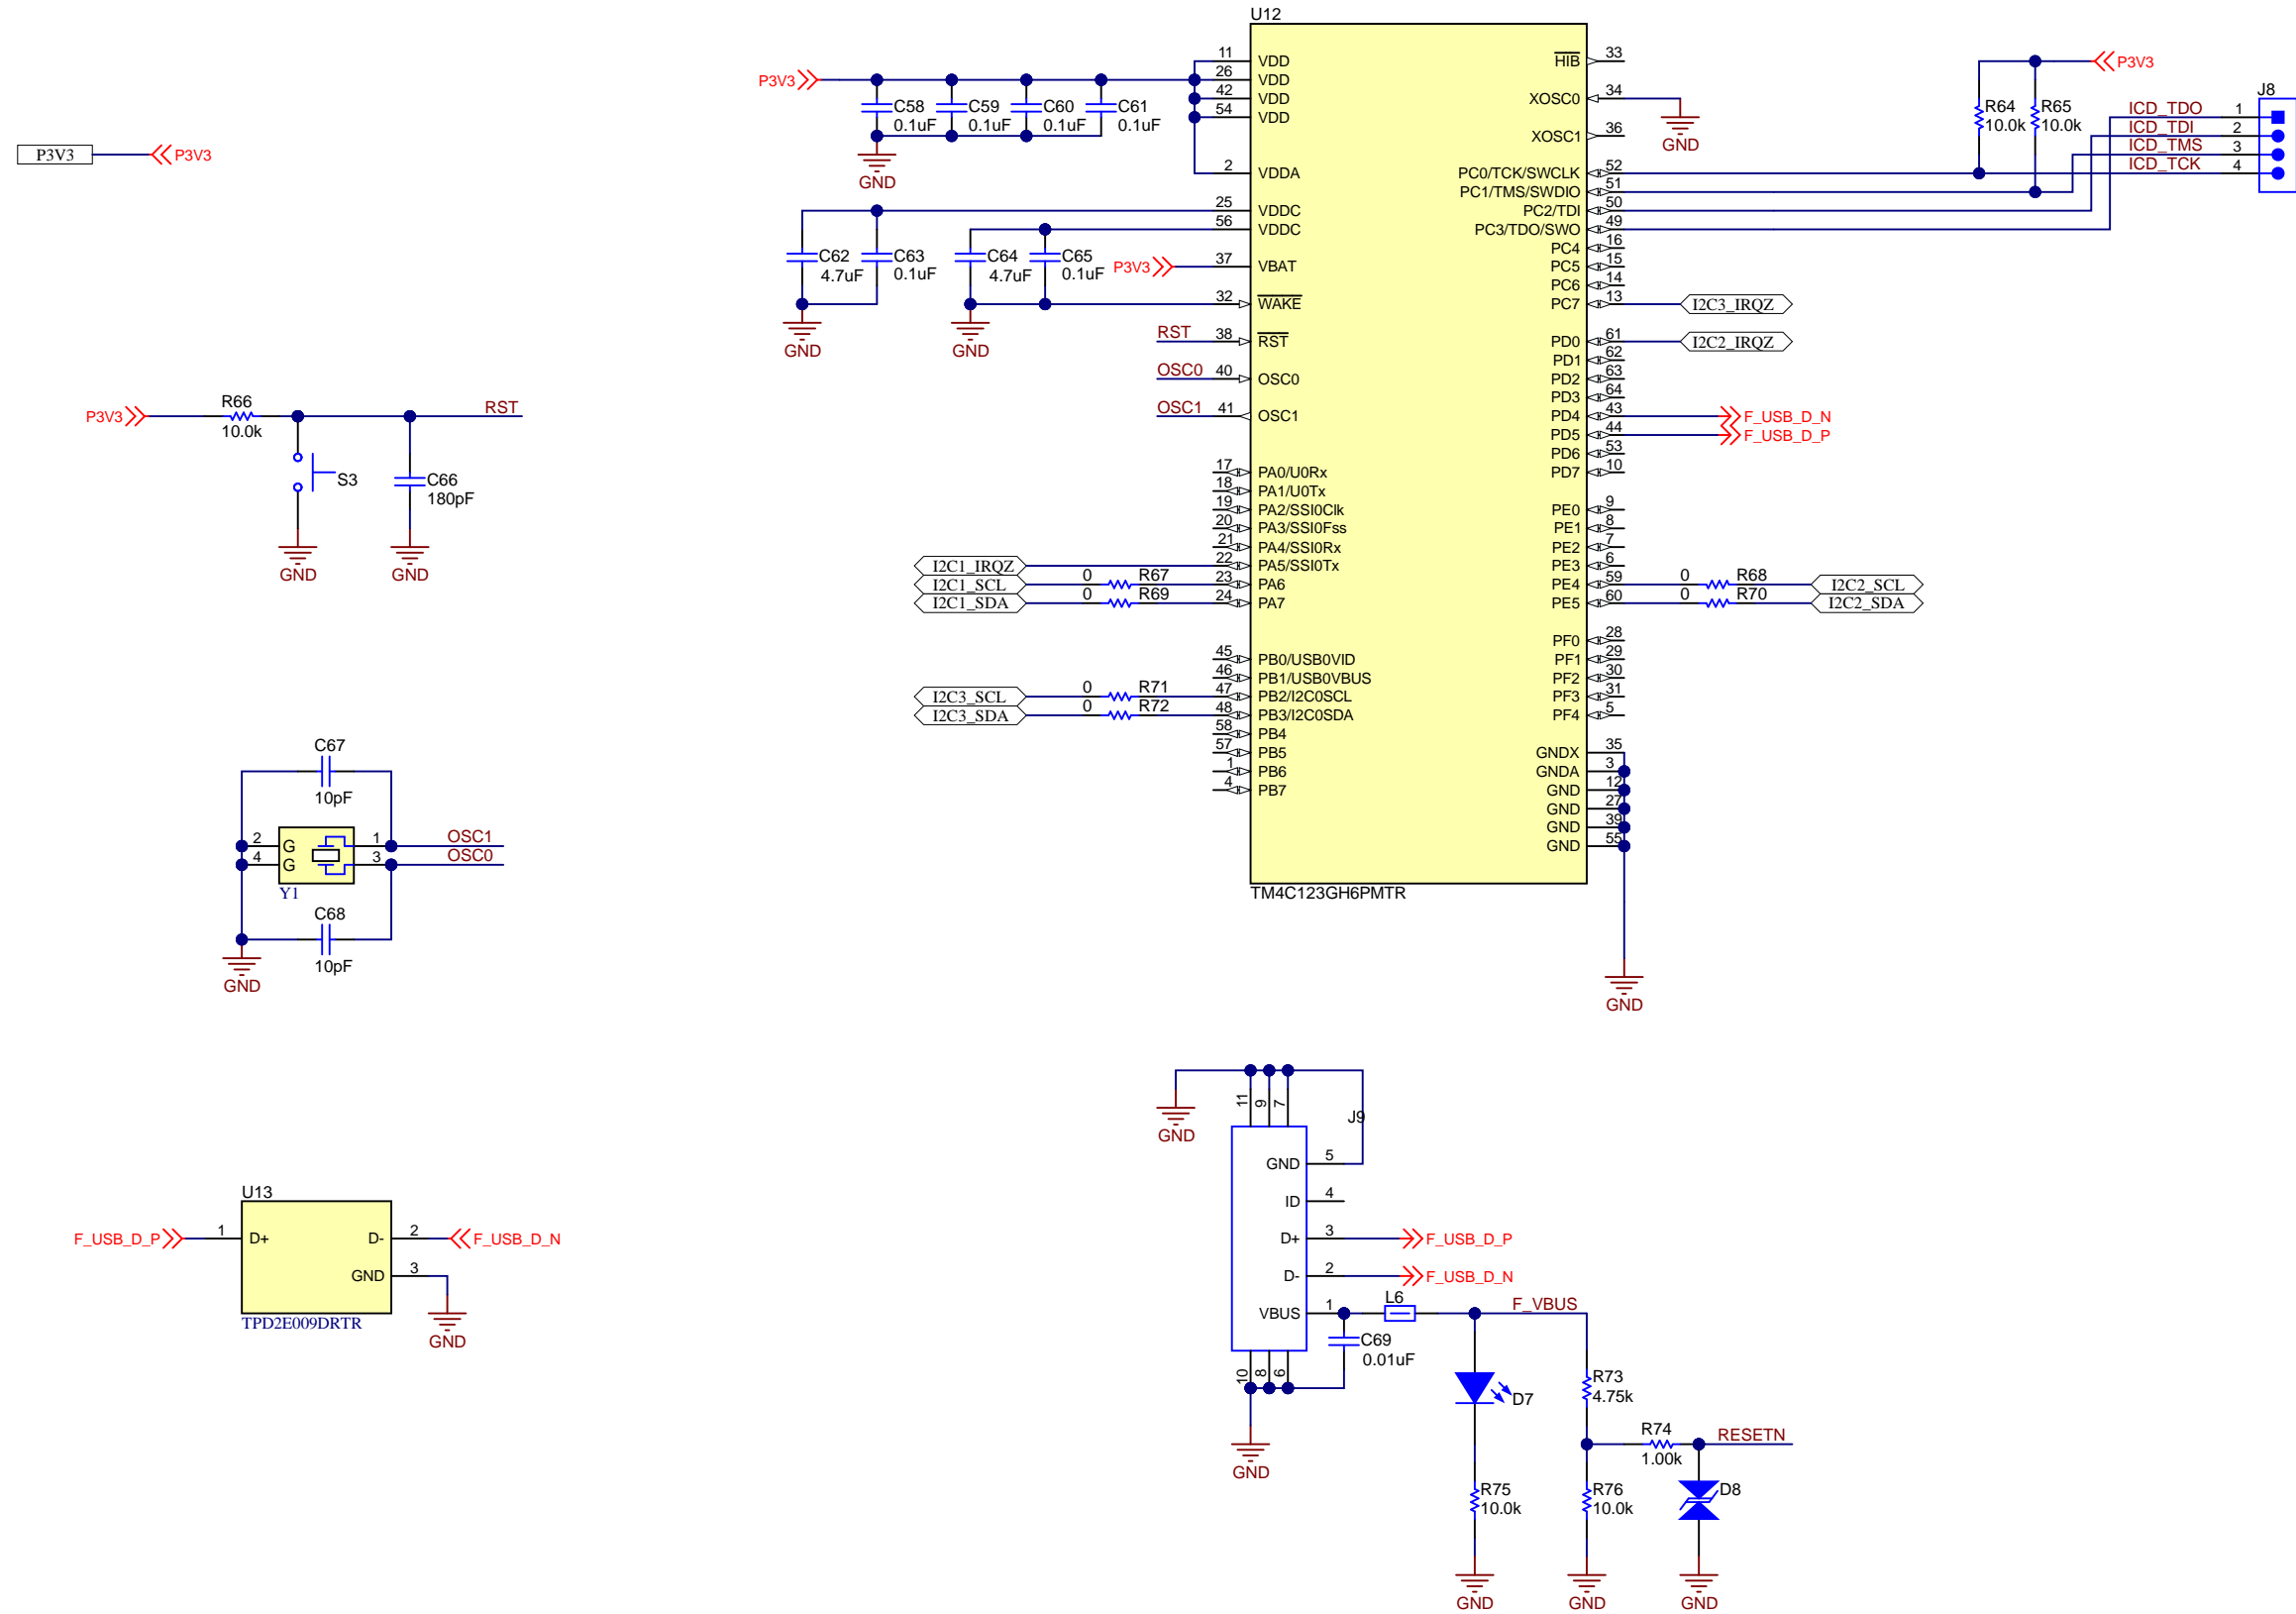 P3V3
P3V3
P3V3
R66
10.0k
RST
S3
C66
180pF
GND
GND
C67
10pF
2 G 1 OSC1
4 G 3 OSC0
Y1
C68
10pF
GND
U13
F_USB_D_P 1 D+ D- 2 F_USB_D_N
GND 3
TPD2E009DRTR
GND
P3V3
C58 C59 C60 C61
0.1uF 0.1uF 0.1uF 0.1uF
GND
C62 C63 C64 C65
4.7uF 0.1uF 4.7uF 0.1uF
P3V3
GND
GND
RST
OSC0
OSC1
I2C1_IRQZ
I2C1_SCL 0 R67
I2C1_SDA 0 R69
I2C3_SCL 0 R71
I2C3_SDA 0 R72
U12
11 VDD
26 VDD
42 VDD
54 VDD
2 VDDA
25 VDDC
56 VDDC
37 VBAT
32 WAKE
38 RST
40 OSC0
41 OSC1
17 PA0/U0Rx
18 PA1/U0Tx
19 PA2/SSI0Clk
20 PA3/SSI0Fss
21 PA4/SSI0Rx
22 PA5/SSI0Tx
23 PA6
24 PA7
45 PB0/USB0VID
46 PB1/USB0VBUS
47 PB2/I2C0SCL
48 PB3/I2C0SDA
58 PB4
57 PB5
1 PB6
4 PB7
HIB 33
XOSC0 34
XOSC1 36
PC0/TCK/SWCLK 52
PC1/TMS/SWDIO 51
PC2/TDI 50
PC3/TDO/SWO 49
PC4 16
PC5 15
PC6 14
PC7 13 I2C3_IRQZ
PD0 61 I2C2_IRQZ
PD1 62
PD2 63
PD3 64
PD4 43 F_USB_D_N
PD5 44 F_USB_D_P
PD6 53
PD7 10
PE0 9
PE1 8
PE2 7
PE3 6
PE4 59 0 R68 I2C2_SCL
PE5 60 0 R70 I2C2_SDA
PF0 28
PF1 29
PF2 30
PF3 31
PF4 5
GNDX 35
GNDA 3
GND 12
GND 27
GND 39
GND 55
TM4C123GH6PMTR
GND
GND
P3V3
R64 R65
10.0k 10.0k
J8
ICD_TDO 1
ICD_TDI 2
ICD_TMS 3
ICD_TCK 4
GND
11 9 7
J9
GND 5
ID 4
D+ 3 F_USB_D_P
D- 2 F_USB_D_N
VBUS 1 L6 F_VBUS
C69
0.01uF
10 8 6
GND
D7
R73
4.75k
R74
1.00k
RESETN
R75
10.0k
R76
10.0k
D8
GND
GND
GND